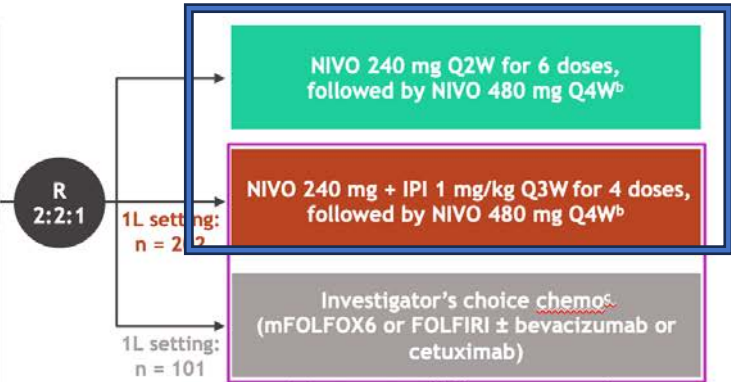 NIVO 240 mg Q2W for 6 doses,
followed by NIVO 480 mg Q4Wᵇ
R
2:2:1
NIVO 240 mg + IPI 1 mg/kg Q3W for 4 doses,
followed by NIVO 480 mg Q4Wᵇ
1L setting:
n =
Investigator's choice chemoᶜ
(mFOLFOX6 or FOLFIRI ± bevacizumab or
cetuximab)
1L setting:
n = 101